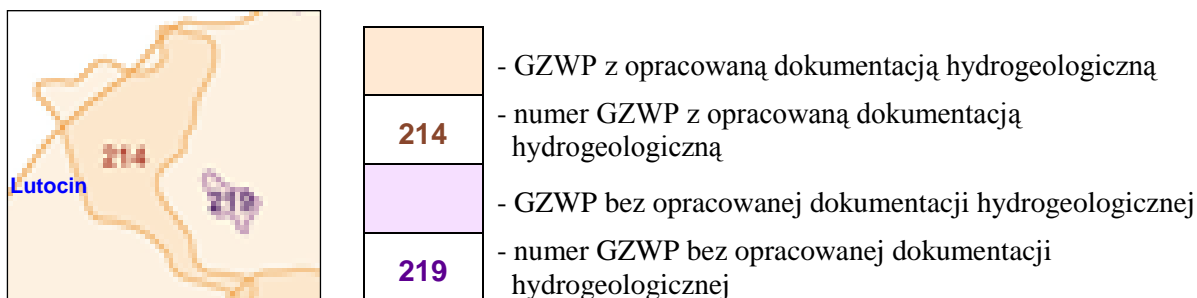 214
Lutocin
219
- GZWP z opracowaną dokumentacją hydrogeologiczną
214
- numer GZWP z opracowaną dokumentacją
hydrogeologiczną
- GZWP bez opracowanej dokumentacji hydrogeologicznej
219
- numer GZWP bez opracowanej dokumentacji
hydrogeologicznej